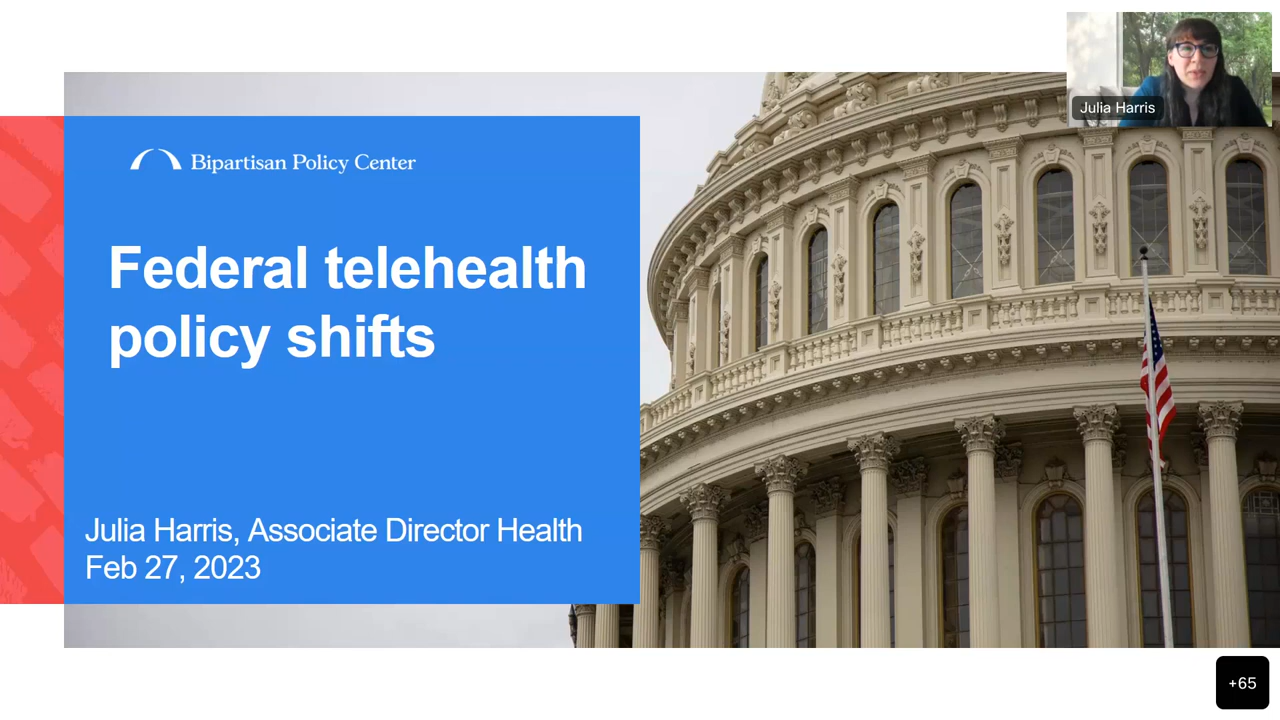 Julia Harris
Bipartisan Policy Center
Federal telehealth
policy shifts
Julia Harris, Associate Director Health
Feb 27, 2023
+65